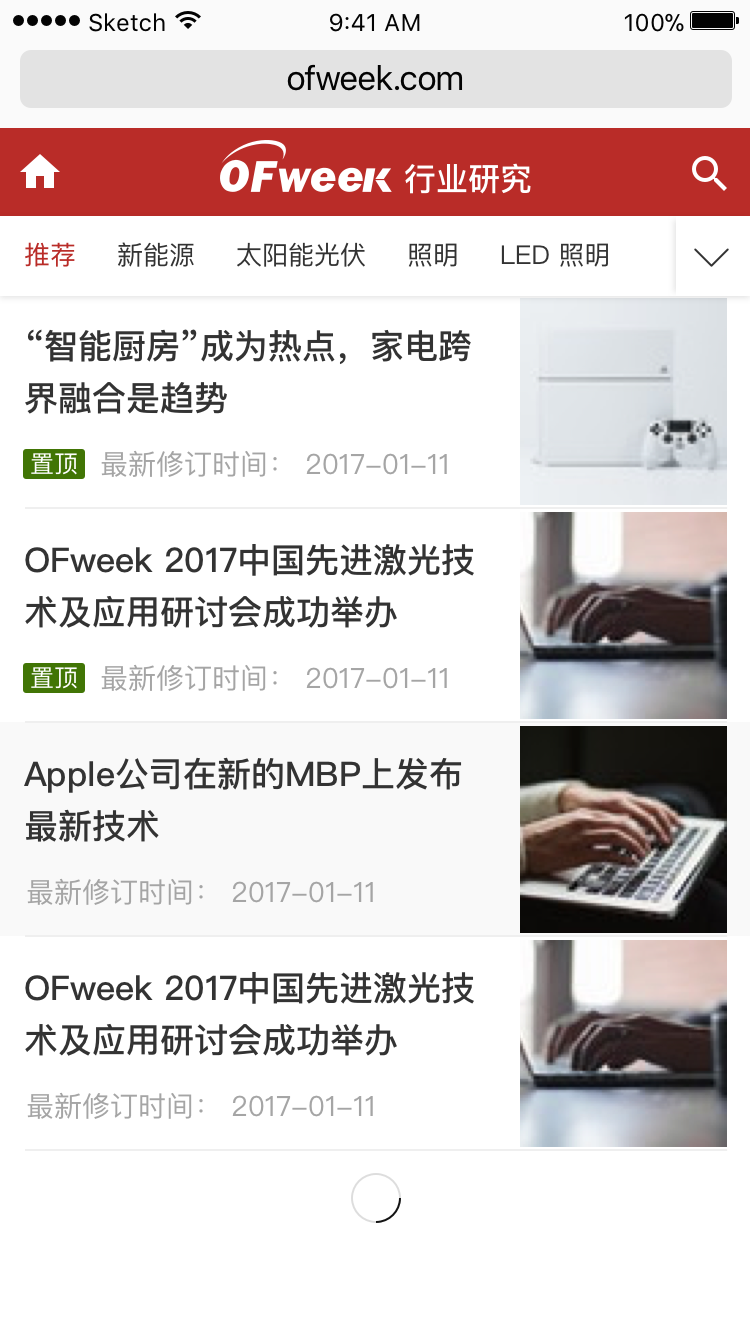 Sketch 9:41 AM 100%
ofweek.com
OFweek 行业研究
推荐 新能源 太阳能光伏 照明 LED 照明
“智能厨房”成为热点，家电跨
界融合是趋势
置顶 最新修订时间： 2017-01-11
OFweek 2017中国先进激光技
术及应用研讨会成功举办
置顶 最新修订时间： 2017-01-11
Apple公司在新的MBP上发布
最新技术
最新修订时间： 2017-01-11
OFweek 2017中国先进激光技
术及应用研讨会成功举办
最新修订时间： 2017-01-11